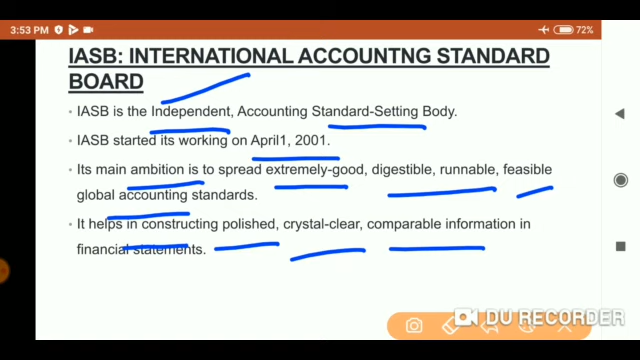 3:53 PM
72%
IASB: INTERNATIONAL ACCOUNTNG STANDARD
BOARD
• IASB is the Independent, Accounting Standard-Setting Body.
• IASB started its working on April1, 2001.
• Its main ambition is to spread extremely-good, digestible, runnable, feasible
global accounting standards.
• It helps in constructing polished, crystal-clear, comparable information in
financial statements.
DU RECORDER